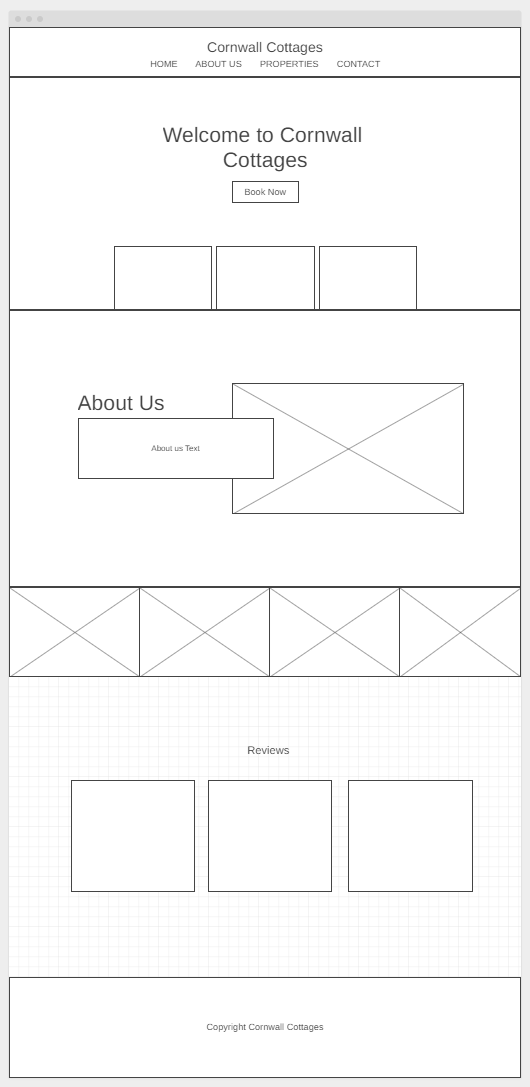 Cornwall Cottages
HOME ABOUT US PROPERTIES CONTACT
Welcome to Cornwall
Cottages
Book Now
About Us
About us Text
Reviews
Copyright Cornwall Cottages